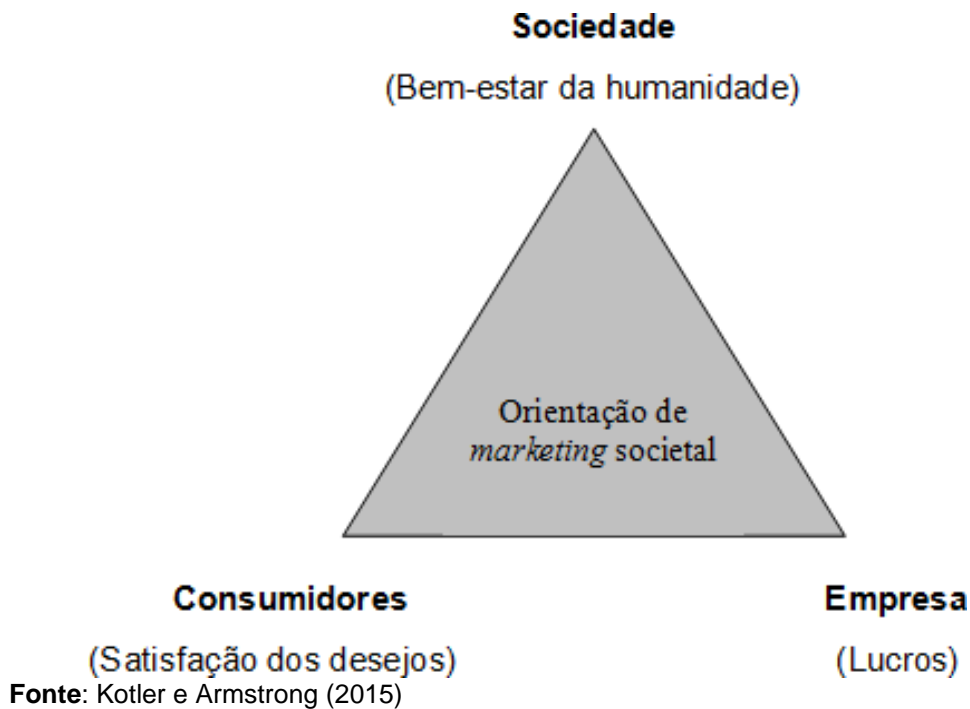 Sociedade
(Bem-estar da humanidade)
Orientação de
marketing societal
Consumidores
Empresa
(Satisfação dos desejos)
(Lucros)
Fonte: Kotler e Armstrong (2015)